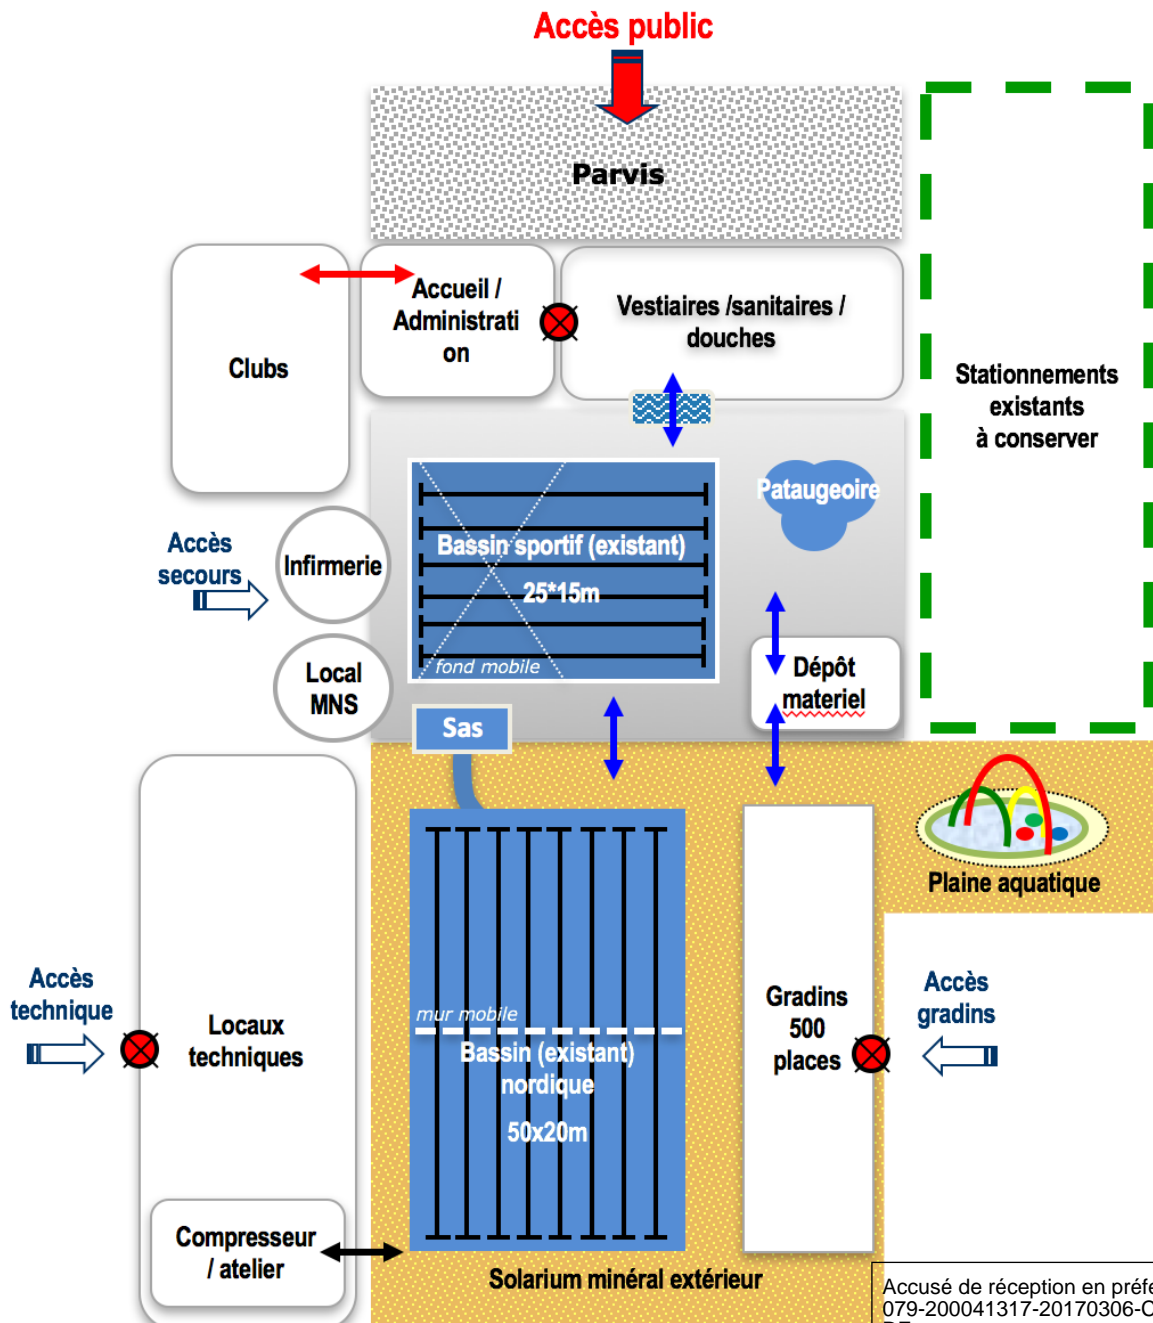 Accès public
Parvis
Accueil /
Administrati
on
Vestiaires /sanitaires /
douches
Clubs
Stationnements
existants
à conserver
Pataugeoire
Accès
secours
Infirmerie
Bassin sportif (existant)
25*15m
fond mobile
Local
MNS
Dépôt
materiel
Sas
Plaine aquatique
Accès
technique
Locaux
techniques
mur mobile
Bassin (existant)
nordique
50x20m
Gradins
500
places
Accès
gradins
Compresseur
/ atelier
Solarium minéral extérieur
Accusé de réception en préfe
079-200041317-20170306-C